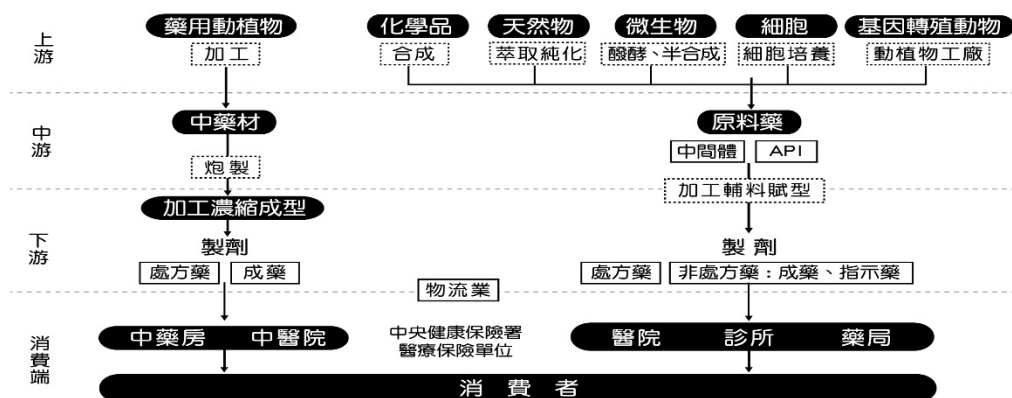 上游
藥用動植物 化學品 天然物 微生物 細胞 基因轉殖動物
加工 合成 萃取純化 醱酵、半合成 細胞培養 動植物工廠
中游
中藥材 原料藥
中間體 API
炮製
加工輔料賦型
下游
加工濃縮成型
製劑 製劑
處方藥 成藥 處方藥 非處方藥：成藥、指示藥
物流業
消費端
中藥房 中醫院 中央健康保險署 醫院 診所 藥局
醫療保險單位
消費者